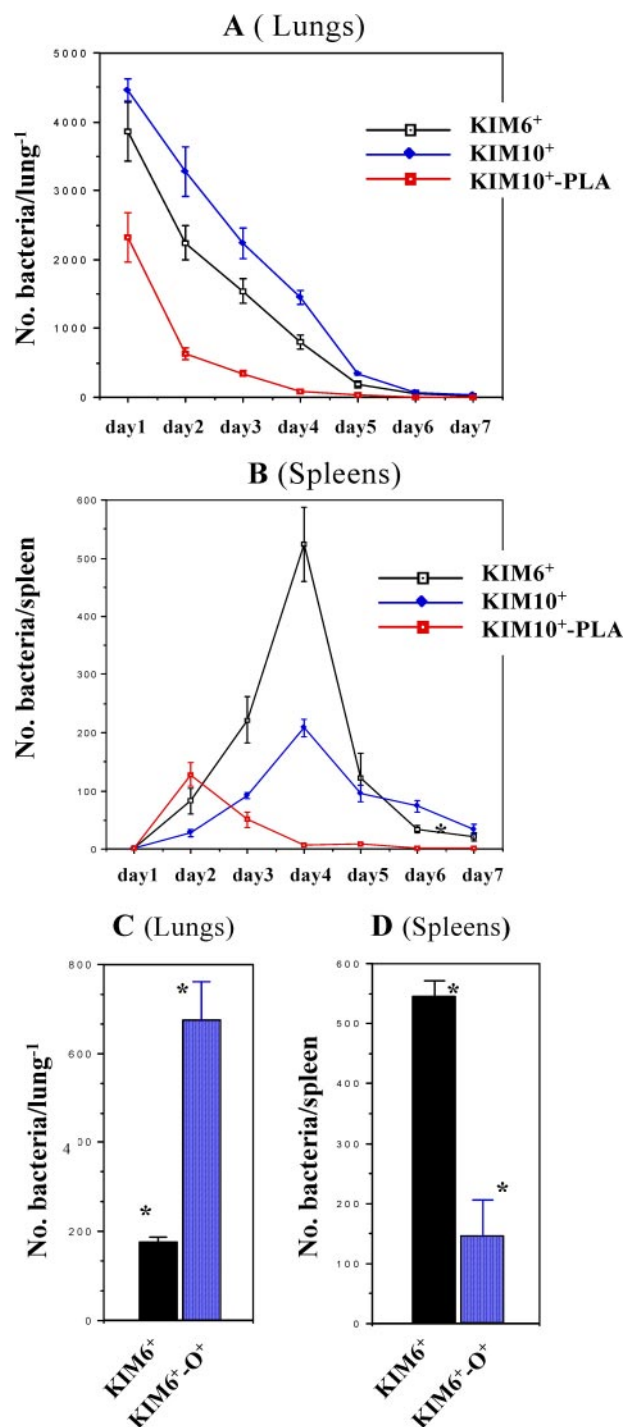 A ( Lungs)
No. bacteria/lung⁻¹
5000
4000
3000
2000
1000
0
KIM6⁺
KIM10⁺
KIM10⁺-PLA
day1 day2 day3 day4 day5 day6 day7
B (Spleens)
No. bacteria/spleen
600
500
400
300
200
100
0
KIM6⁺
KIM10⁺
KIM10⁺-PLA
*
day1 day2 day3 day4 day5 day6 day7
C (Lungs)
No. bacteria/lung⁻¹
800
600
400
200
0
*
*
KIM6⁺
KIM6⁺-O⁺
D (Spleens)
No. bacteria/spleen
600
500
400
300
200
100
0
*
*
KIM6⁺
KIM6⁺-O⁺